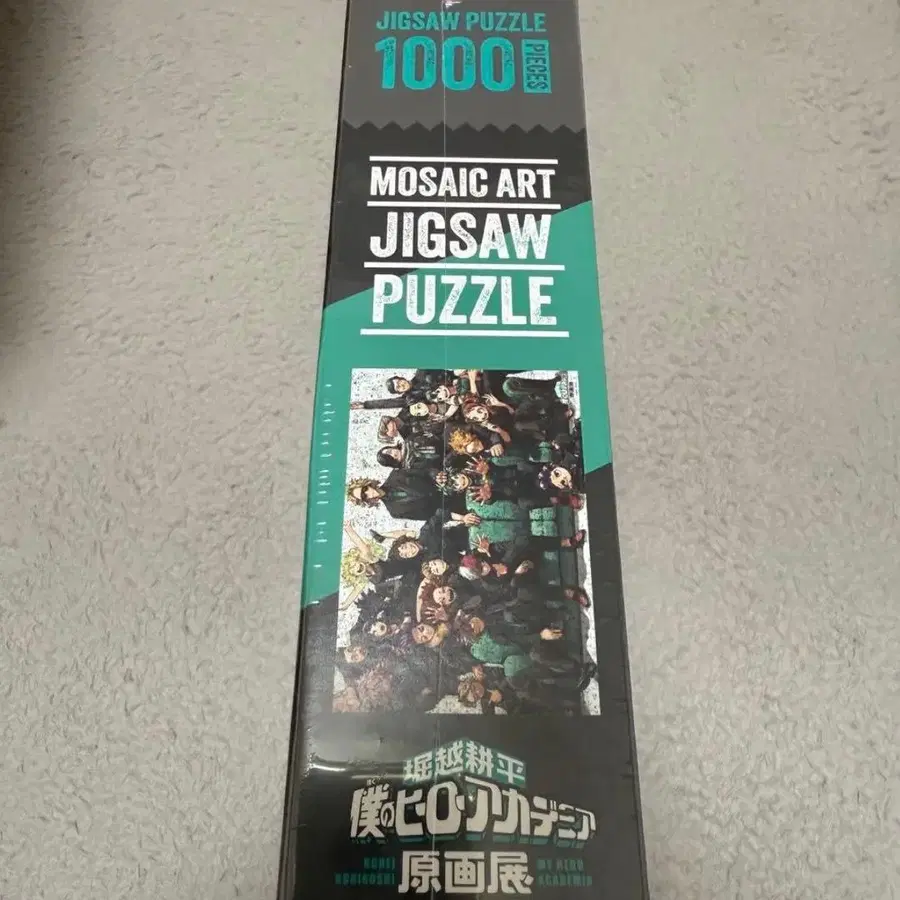 JIGSAW PUZZLE
1000 PIECES
MOSAIC ART
JIGSAW
PUZZLE
堀越耕平
僕のヒーローアカデミア
KOHEI HORIKOSHI
原画展
MY HERO ACADEMIA